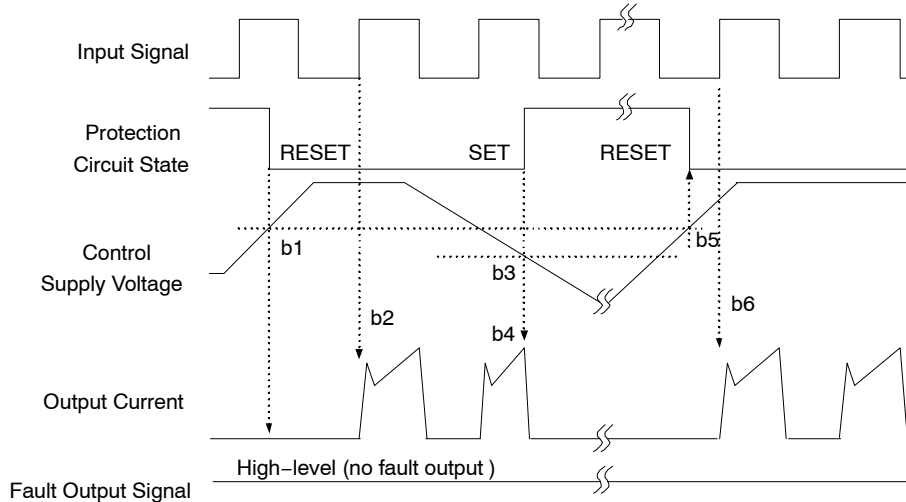 Input Signal
Protection
Circuit State
RESET
SET
RESET
b1
b5
b3
Control
Supply Voltage
b2
b4
b6
Output Current
High−level (no fault output )
Fault Output Signal